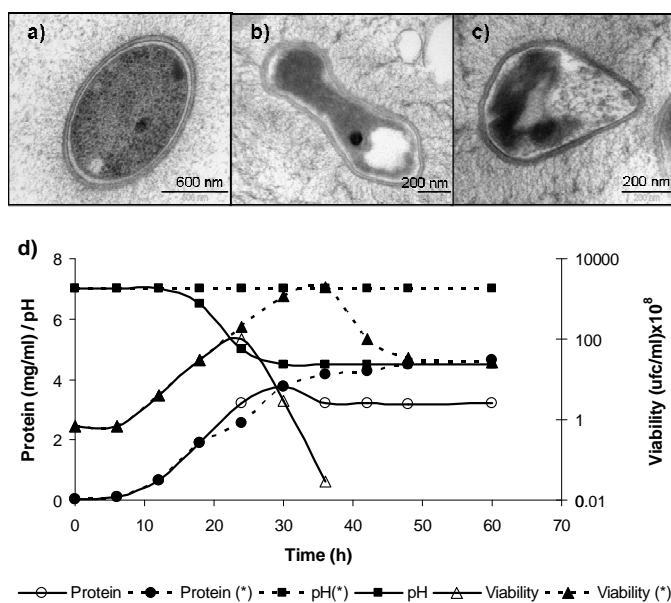 a)
b)
c)
600 nm
200 nm
200 nm
200 nm
d)
Protein (mg/ml) / pH
8
6
4
2
0
Viability (ufc/ml)x10⁸
10000
100
1
0.01
0 10 20 30 40 50 60 70
Time (h)
Protein Protein (*) pH(*) pH Viability Viability (*)